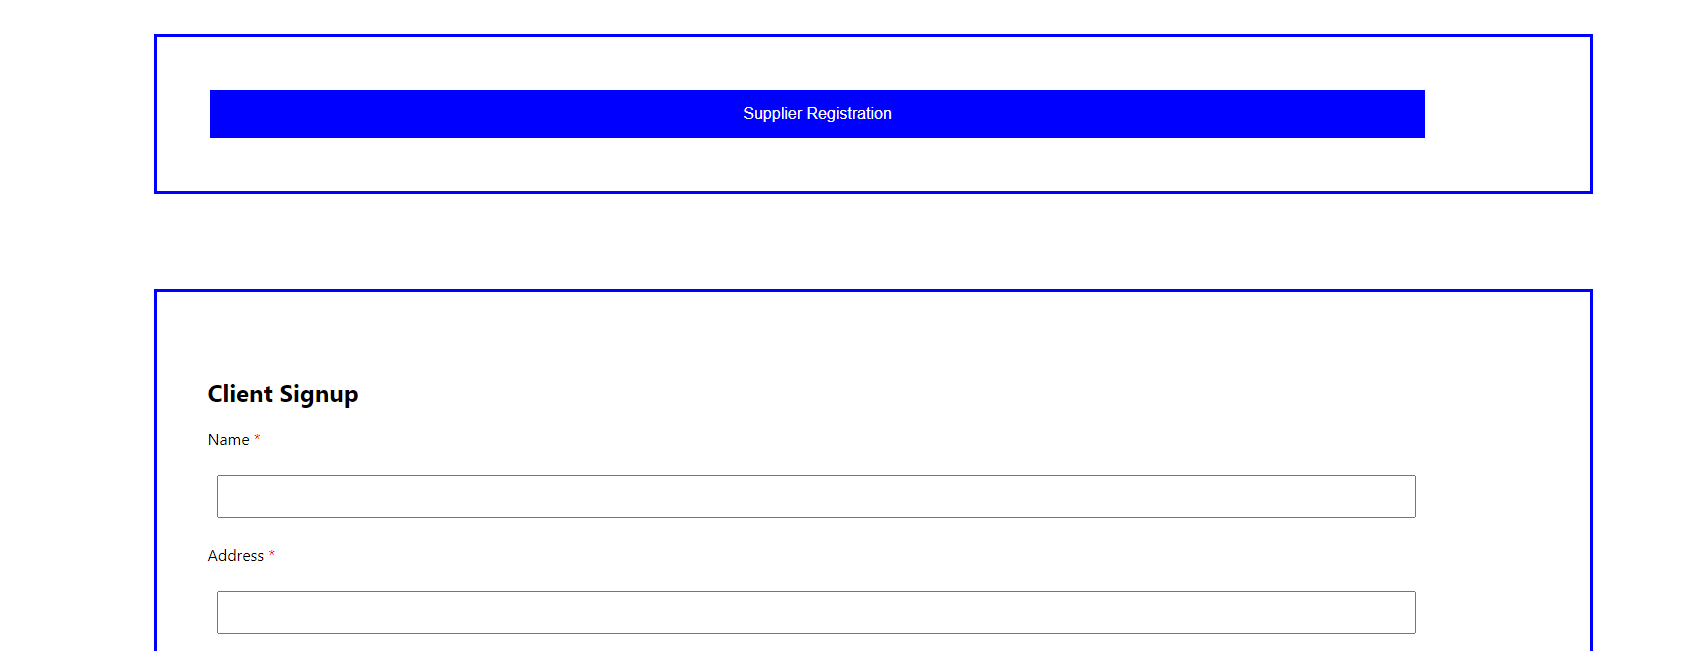 Supplier Registration
Client Signup
Name *
Address *